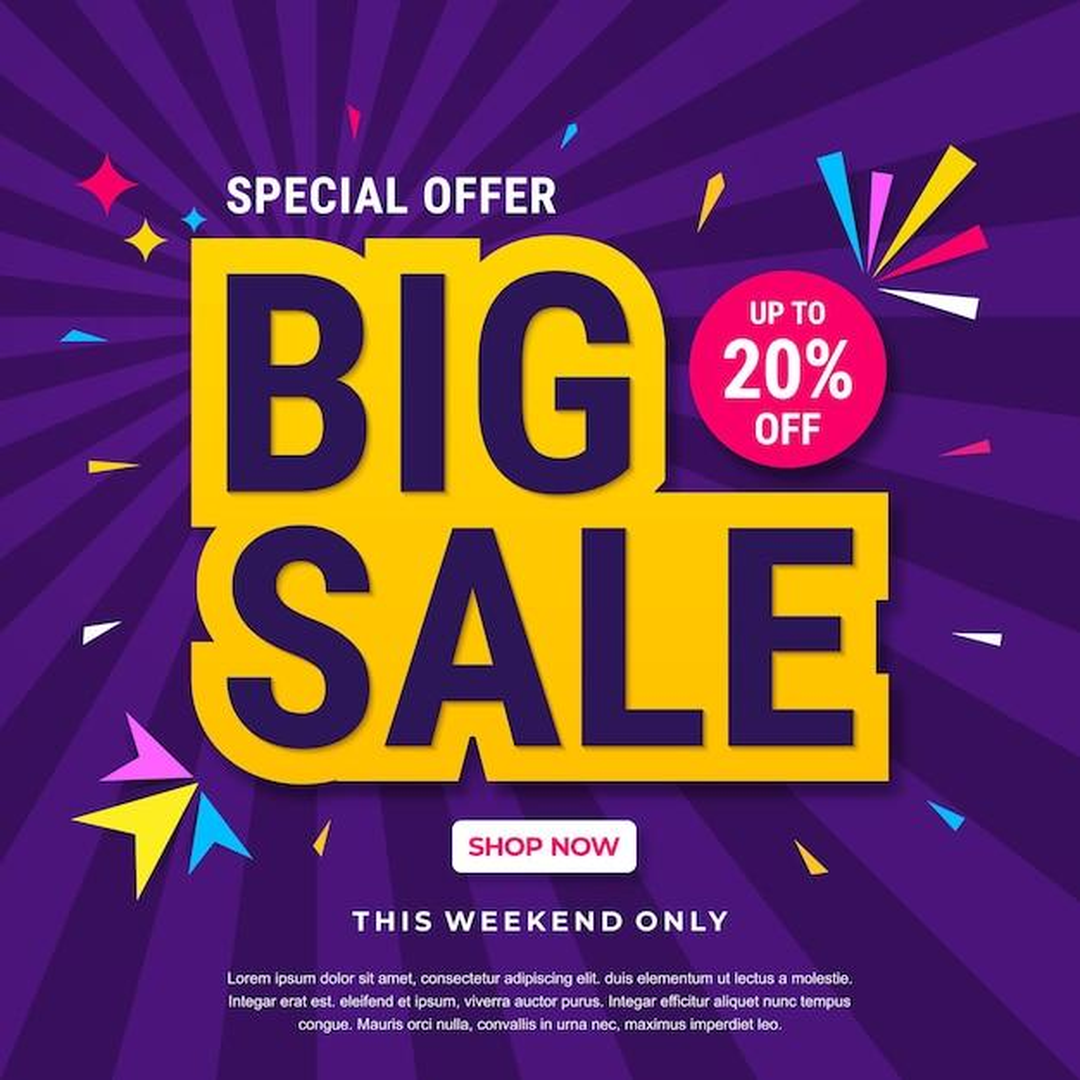 SPECIAL OFFER
BIG
UP TO
20%
OFF
SALE
SHOP NOW
THIS WEEKEND ONLY
Lorem ipsum dolor sit amet, consectetur adipiscing elit. duis elementum ut lectus a molestie.
Integar erat est. eleifend et ipsum, viverra auctor purus. Integar efficitur aliquet nunc tempus
congue. Mauris orci nulla, convallis in urna nec, maximus imperdiet leo.